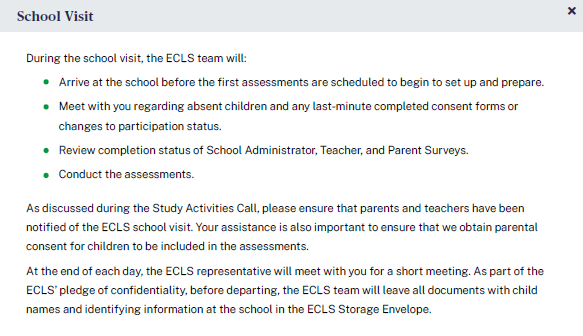 School Visit
×
During the school visit, the ECLS team will:
• Arrive at the school before the first assessments are scheduled to begin to set up and prepare.
• Meet with you regarding absent children and any last-minute completed consent forms or
changes to participation status.
• Review completion status of School Administrator, Teacher, and Parent Surveys.
• Conduct the assessments.
As discussed during the Study Activities Call, please ensure that parents and teachers have been
notified of the ECLS school visit. Your assistance is also important to ensure that we obtain parental
consent for children to be included in the assessments.
At the end of each day, the ECLS representative will meet with you for a short meeting. As part of the
ECLS’ pledge of confidentiality, before departing, the ECLS team will leave all documents with child
names and identifying information at the school in the ECLS Storage Envelope.